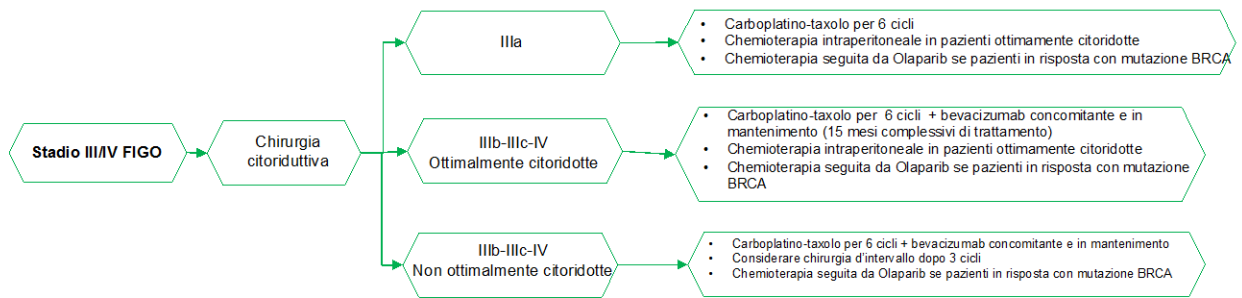 Stadio III/IV FIGO
Chirurgia
citoriduttiva
IIIa
• Carboplatino-taxolo per 6 cicli
• Chemioterapia intraperitoneale in pazienti ottimamente citoridotte
• Chemioterapia seguita da Olaparib se pazienti in risposta con mutazione BRCA
IIIb-IIIc-IV
Ottimalmente citoridotte
• Carboplatino-taxolo per 6 cicli + bevacizumab concomitante e in
mantenimento (15 mesi complessivi di trattamento)
• Chemioterapia intraperitoneale in pazienti ottimamente citoridotte
• Chemioterapia seguita da Olaparib se pazienti in risposta con mutazione
BRCA
IIIb-IIIc-IV
Non ottimalmente citoridotte
• Carboplatino-taxolo per 6 cicli + bevacizumab concomitante e in mantenimento
• Considerare chirurgia d'intervallo dopo 3 cicli
• Chemioterapia seguita da Olaparib se pazienti in risposta con mutazione BRCA